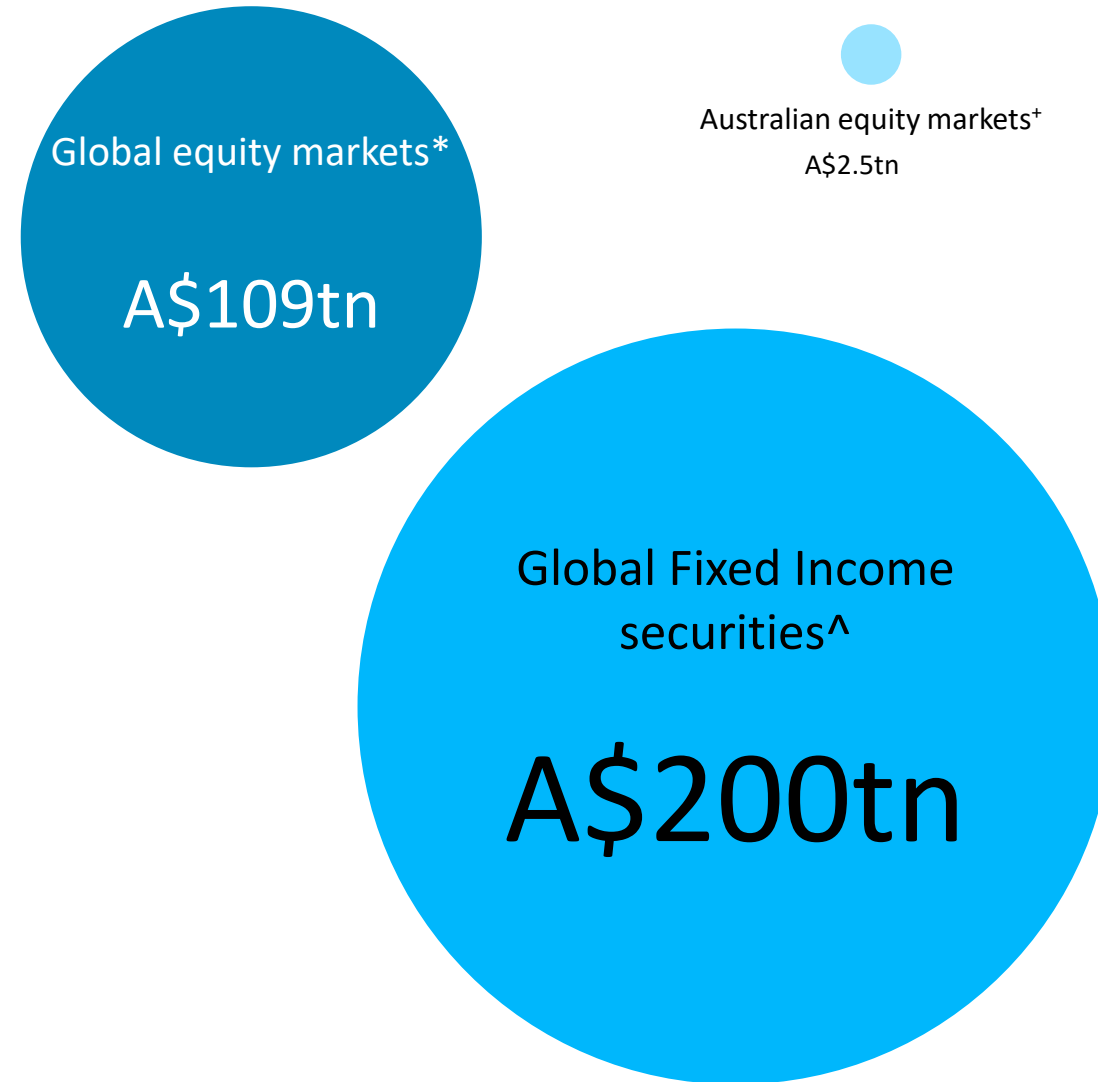 Global equity markets*
A$109tn
Australian equity markets⁺
A$2.5tn
Global Fixed Income
securities^
A$200tn